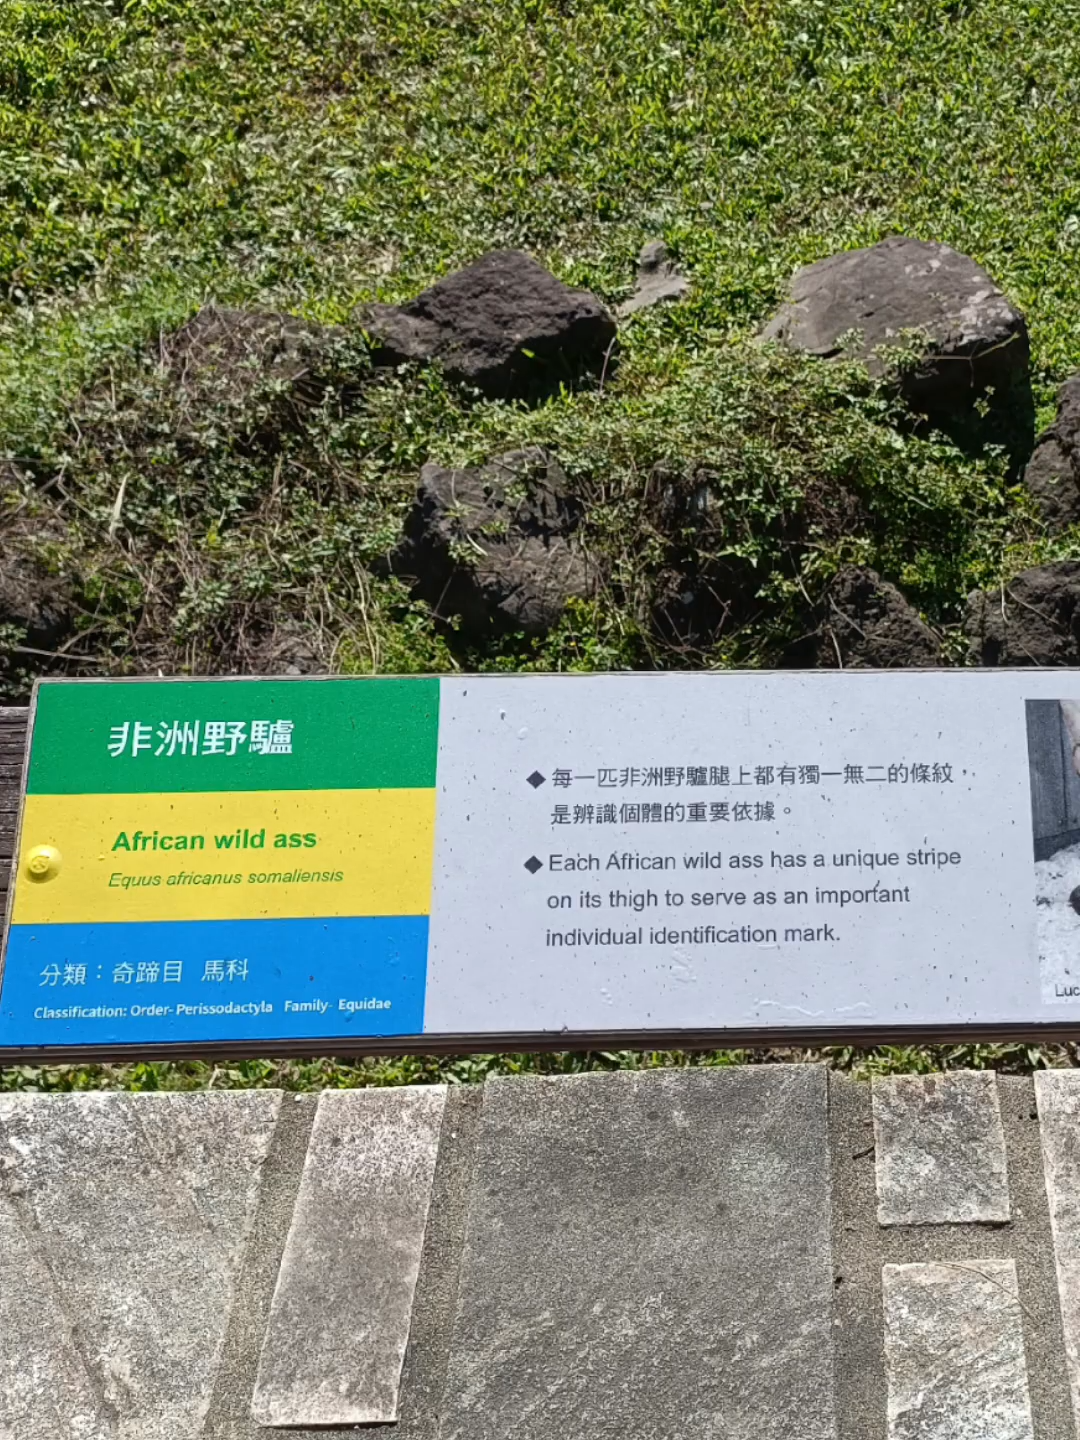 非洲野驢
African wild ass
Equus africanus somaliensis
分類：奇蹄目 馬科
Classification: Order- Perissodactyla Family- Equidae
◆ 每一匹非洲野驢腿上都有獨一無二的條紋，
是辨識個體的重要依據。
◆ Each African wild ass has a unique stripe
on its thigh to serve as an important
individual identification mark.